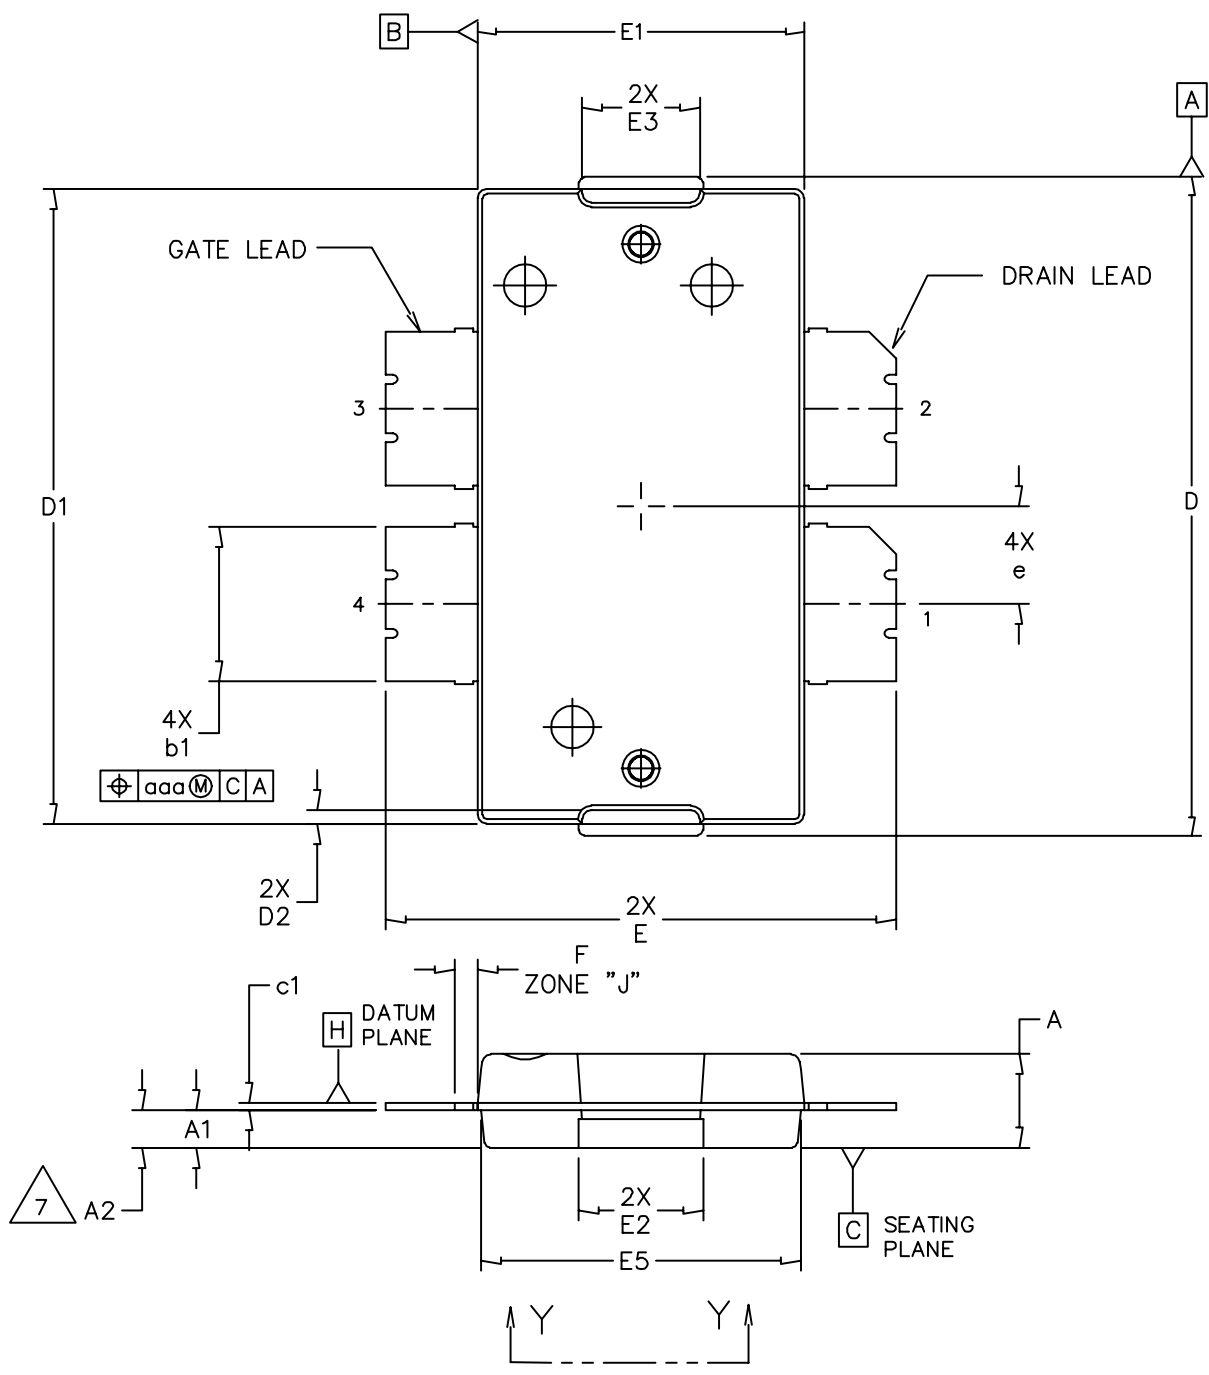 B
E1
2X
E3
A
GATE LEAD
DRAIN LEAD
3
2
D1
D
4X
e
4
1
4X
b1
⌖ aaa Ⓜ C A
2X
D2
2X
E
F
ZONE "J"
c1
H
DATUM
PLANE
A
A1
7
A2
2X
E2
C
SEATING
PLANE
E5
Y
Y